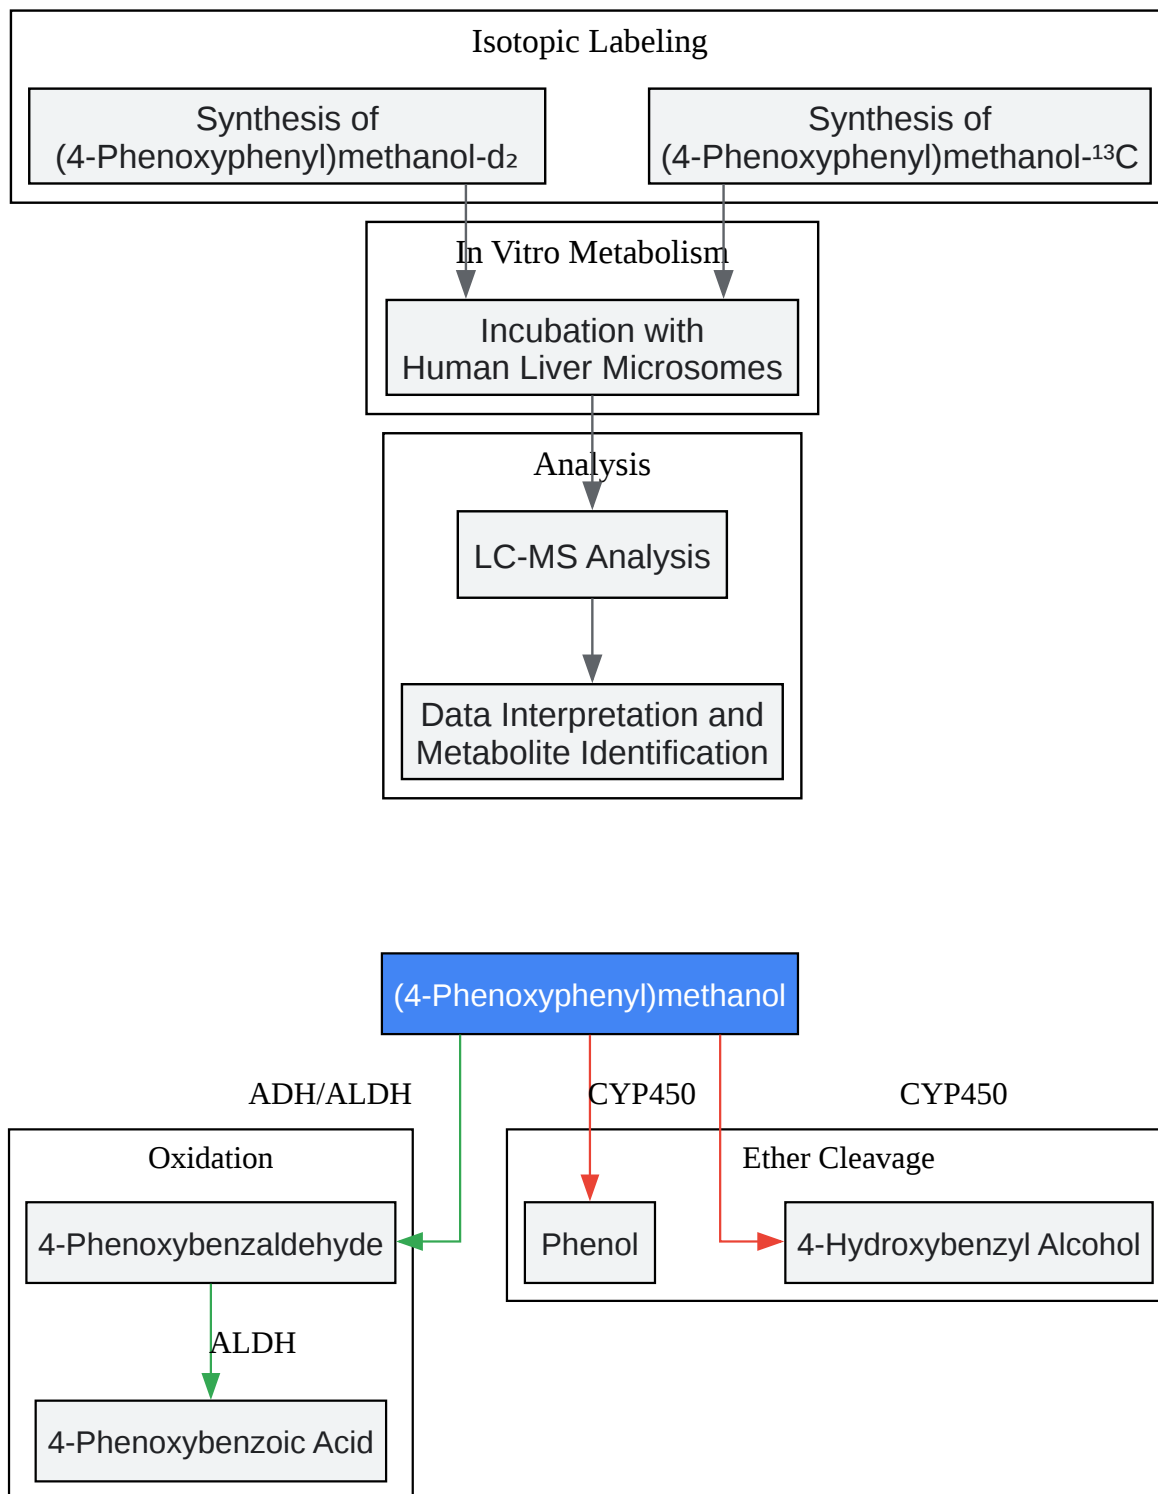 Isotopic Labeling
Synthesis of
(4-Phenoxyphenyl)methanol-d₂
Synthesis of
(4-Phenoxyphenyl)methanol-¹³C
In Vitro Metabolism
Incubation with
Human Liver Microsomes
Analysis
LC-MS Analysis
Data Interpretation and
Metabolite Identification
(4-Phenoxyphenyl)methanol
ADH/ALDH
CYP450
CYP450
Oxidation
Ether Cleavage
4-Phenoxybenzaldehyde
Phenol
4-Hydroxybenzyl Alcohol
ALDH
4-Phenoxybenzoic Acid